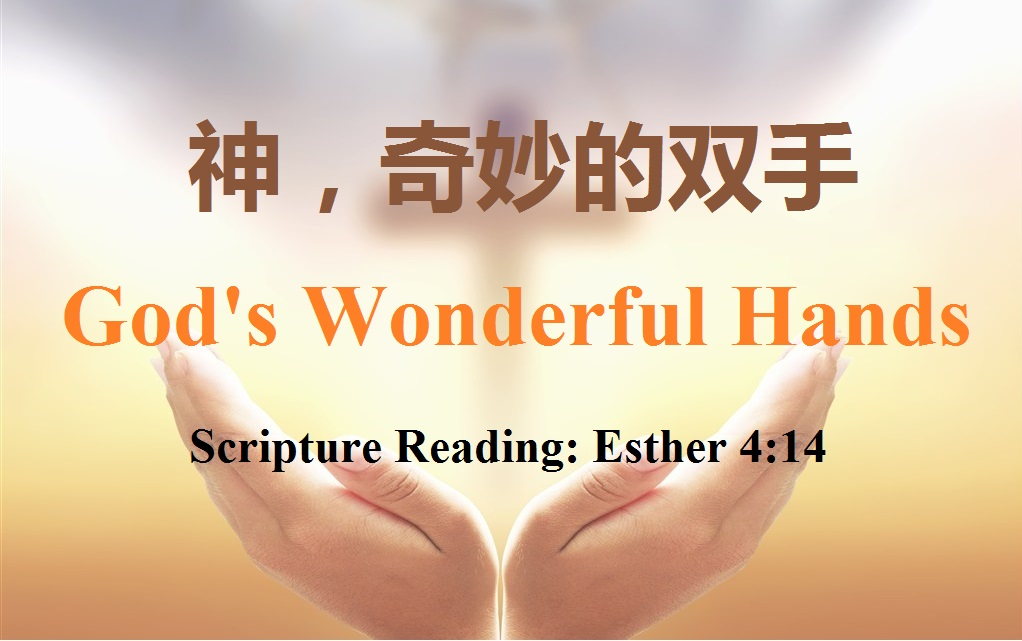 神，奇妙的双手
God's Wonderful Hands
Scripture Reading: Esther 4:14